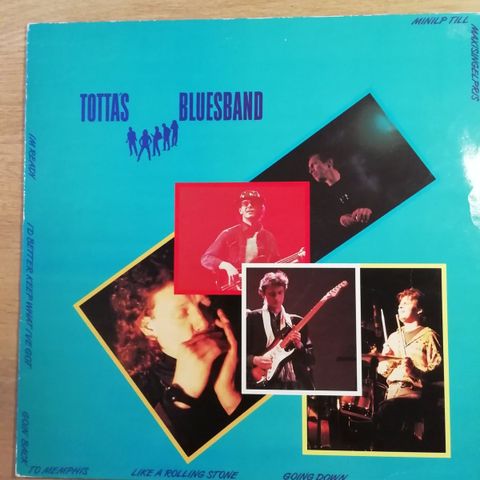 MINILP TILL
MAXISINGELPRIS
TOTTA'S BLUESBAND
I'M READY
I'D BETTER KEEP WHAT I'VE GOT
GOIN' BACK
TO MEMPHIS
LIKE A ROLLING STONE
GOING DOWN